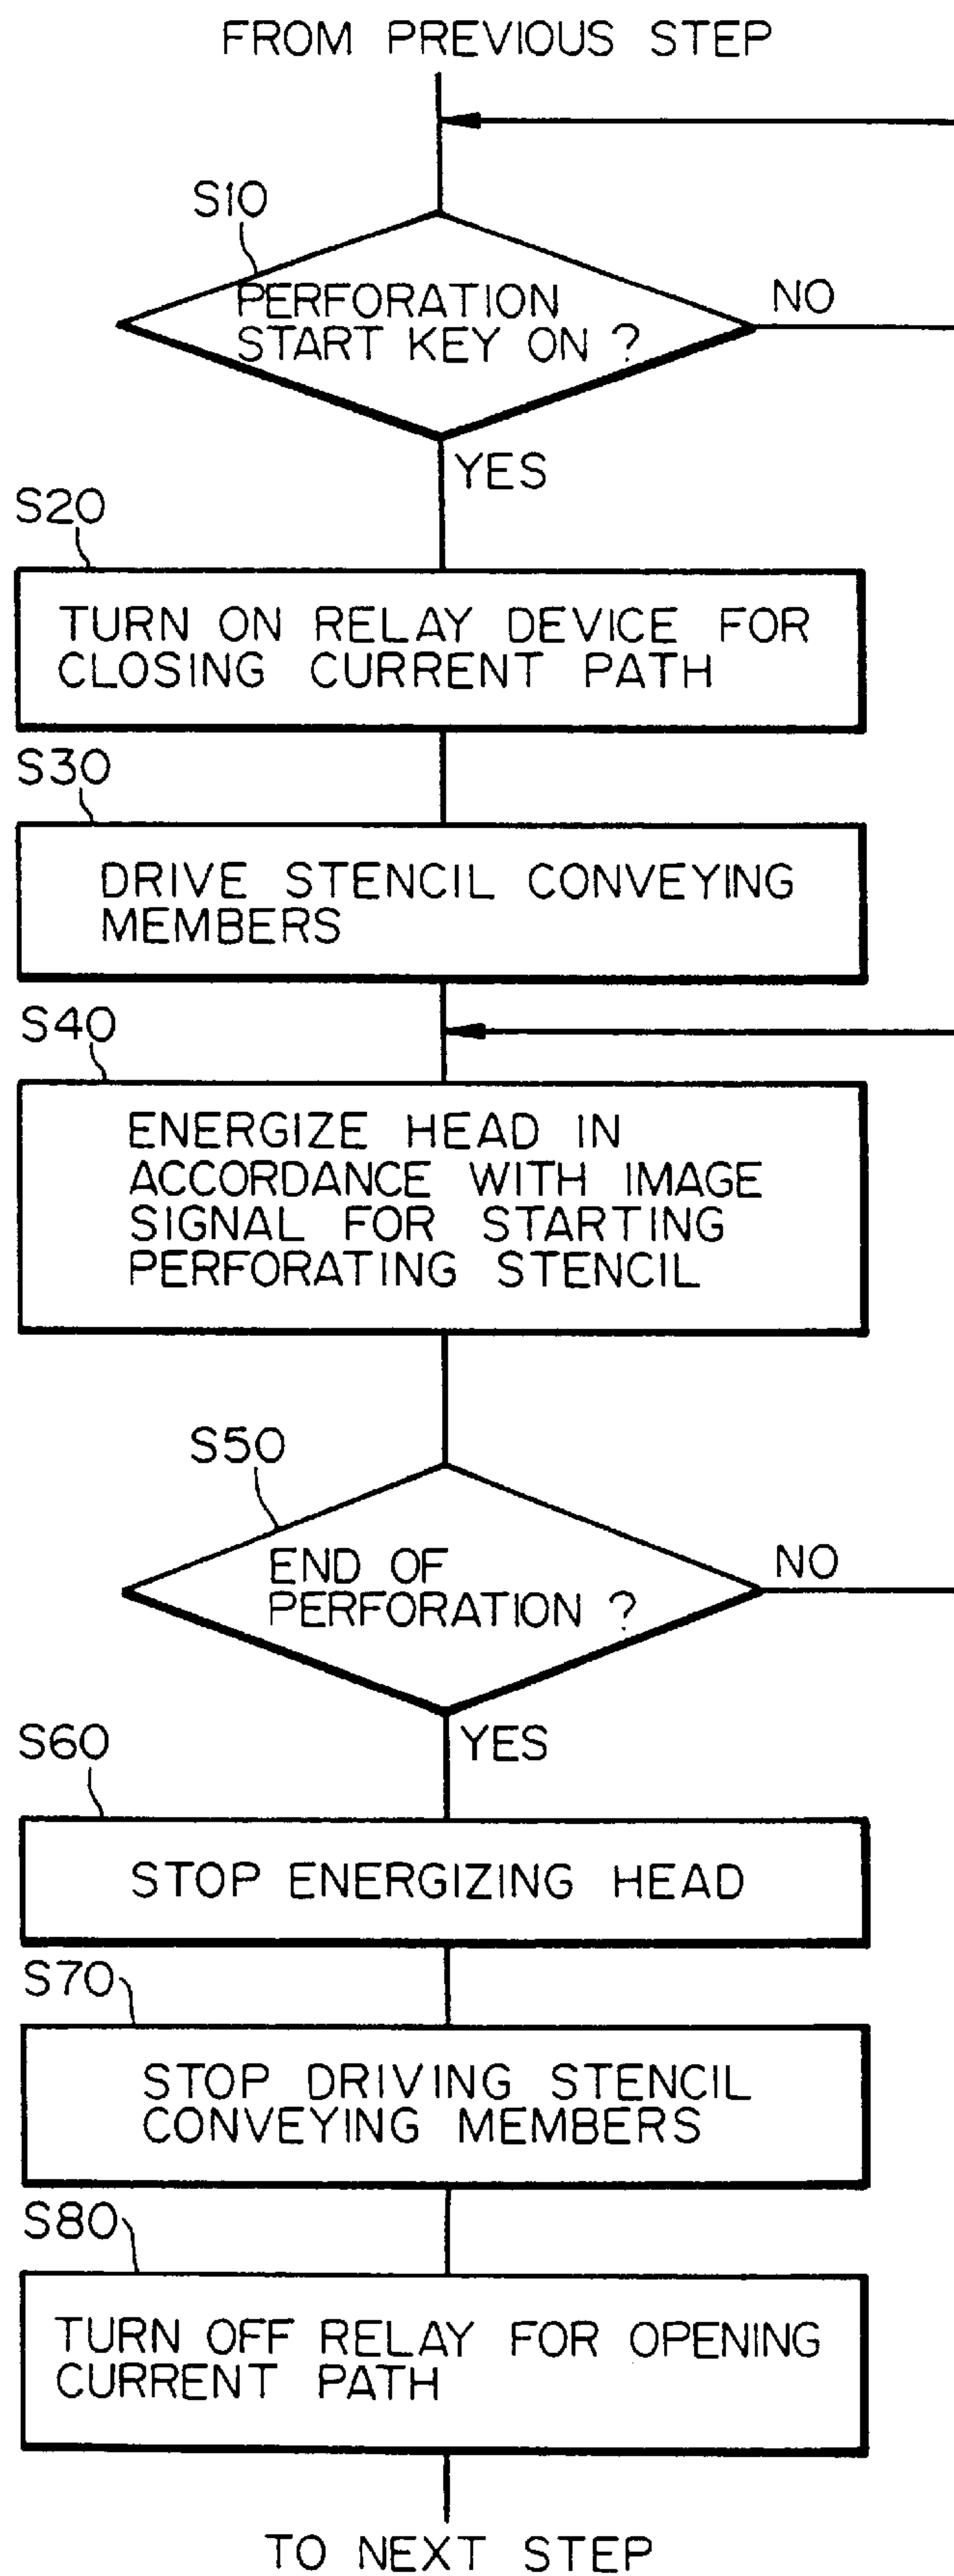 FROM PREVIOUS STEP
S10
PERFORATION
START KEY ON ?
NO
YES
S20
TURN ON RELAY DEVICE FOR
CLOSING CURRENT PATH
S30
DRIVE STENCIL CONVEYING
MEMBERS
S40
ENERGIZE HEAD IN
ACCORDANCE WITH IMAGE
SIGNAL FOR STARTING
PERFORATING STENCIL
S50
END OF
PERFORATION ?
NO
YES
S60
STOP ENERGIZING HEAD
S70
STOP DRIVING STENCIL
CONVEYING MEMBERS
S80
TURN OFF RELAY FOR OPENING
CURRENT PATH
TO NEXT STEP